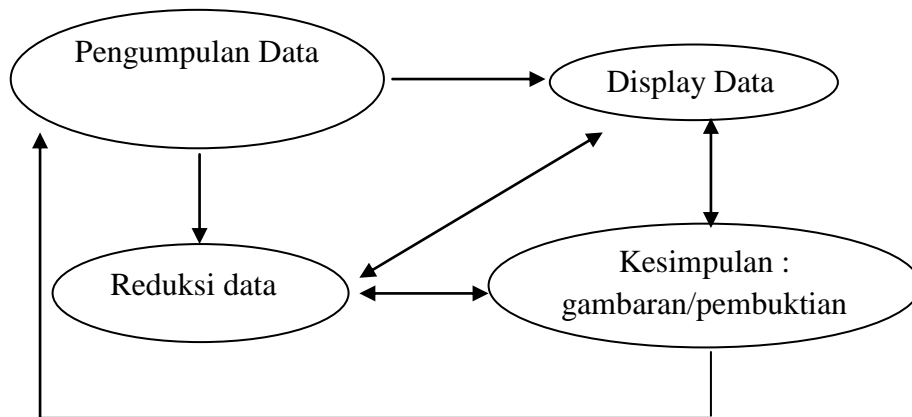 Pengumpulan Data
Display Data
Reduksi data
Kesimpulan :
gambaran/pembuktian